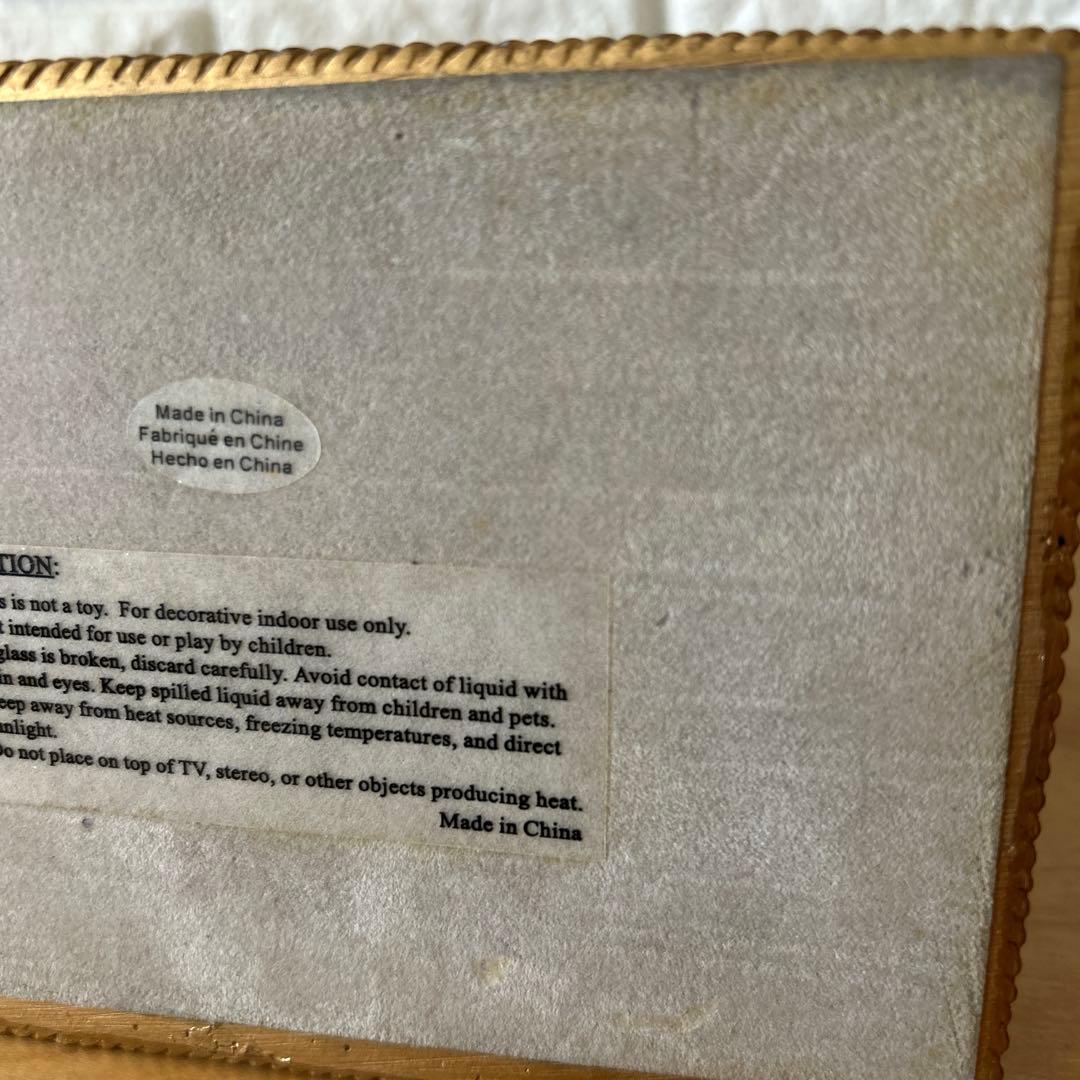 Made in China
Fabriqué en Chine
Hecho en China
TION:
s is not a toy. For decorative indoor use only.
t intended for use or play by children.
glass is broken, discard carefully. Avoid contact of liquid with
in and eyes. Keep spilled liquid away from children and pets.
eep away from heat sources, freezing temperatures, and direct
nlight.
Do not place on top of TV, stereo, or other objects producing heat.
Made in China